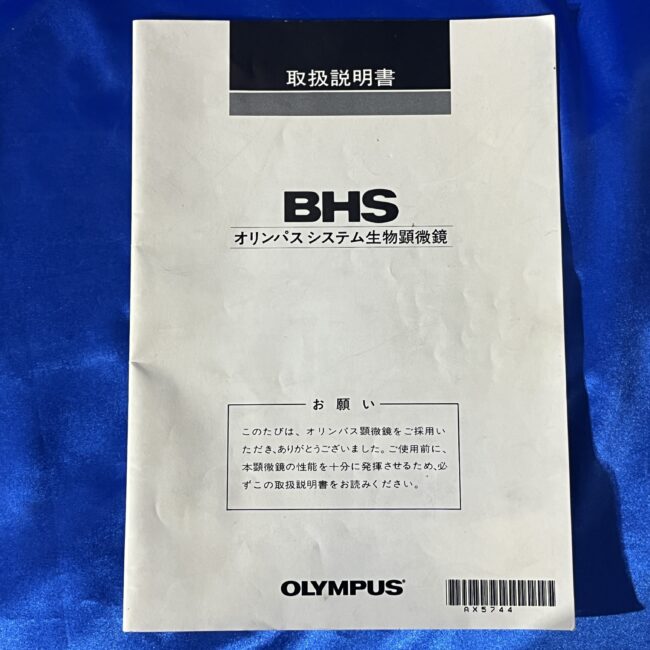 取扱説明書
BHS
オリンパス システム生物顕微鏡
お願い
このたびは、オリンパス顕微鏡をご採用い
ただき、ありがとうございました。ご使用前に、
本顕微鏡の性能を十分に発揮させるため、必
ずこの取扱説明書をお読みください。
OLYMPUS®
AX5744